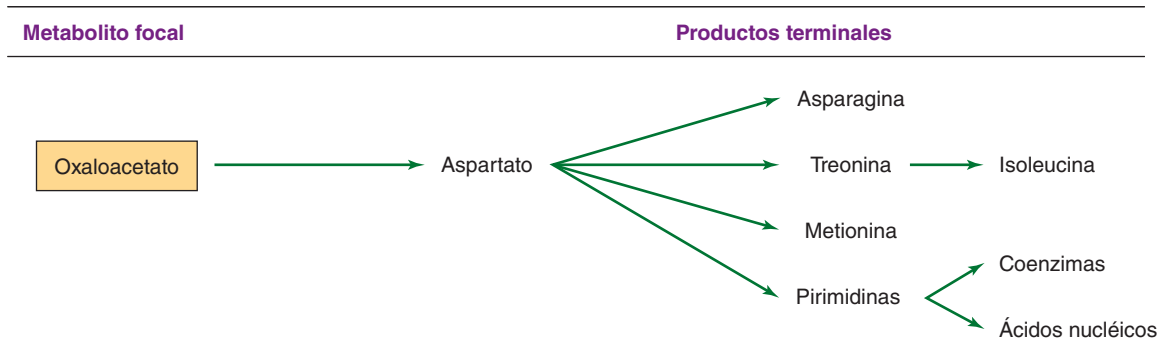 Metabolito focal
Productos terminales
Asparagina
Oxaloacetato
Aspartato
Treonina
Isoleucina
Metionina
Coenzimas
Pirimidinas
Ácidos nucléicos